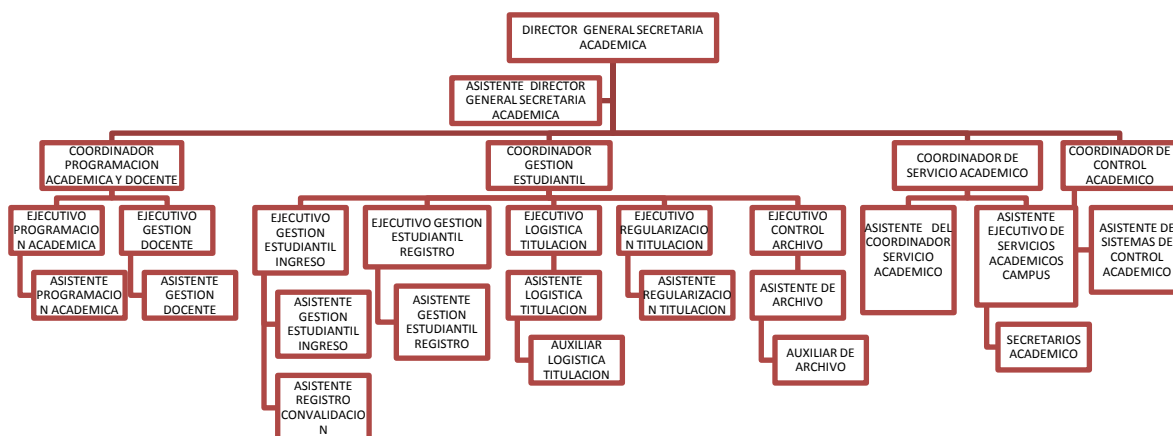 DIRECTOR GENERAL SECRETARIA
ACADEMICA
ASISTENTE DIRECTOR
GENERAL SECRETARIA
ACADEMICA
COORDINADOR
PROGRAMACION
ACADEMICA Y DOCENTE
COORDINADOR
GESTION
ESTUDIANTIL
COORDINADOR DE
SERVICIO ACADEMICO
COORDINADOR DE
CONTROL
ACADEMICO
EJECUTIVO
PROGRAMACIO
N ACADEMICA
EJECUTIVO
GESTION
DOCENTE
EJECUTIVO
GESTION
ESTUDIANTIL
INGRESO
EJECUTIVO GESTION
ESTUDIANTIL
REGISTRO
EJECUTIVO
LOGISTICA
TITULACION
EJECUTIVO
REGULARIZACIO
N TITULACION
EJECUTIVO
CONTROL
ARCHIVO
ASISTENTE DEL
COORDINADOR
SERVICIO
ACADEMICO
ASISTENTE
EJECUTIVO DE
SERVICIOS
ACADEMICOS
CAMPUS
ASISTENTE DE
SISTEMAS DE
CONTROL
ACADEMICO
ASISTENTE
PROGRAMACIO
N ACADEMICA
ASISTENTE
GESTION
DOCENTE
ASISTENTE
GESTION
ESTUDIANTIL
INGRESO
ASISTENTE
GESTION
ESTUDIANTIL
REGISTRO
ASISTENTE
LOGISTICA
TITULACION
ASISTENTE
REGULARIZACIO
N TITULACION
ASISTENTE DE
ARCHIVO
SECRETARIOS
ACADEMICO
AUXILIAR
LOGISTICA
TITULACION
AUXILIAR DE
ARCHIVO
ASISTENTE
REGISTRO
CONVALIDACIO
N